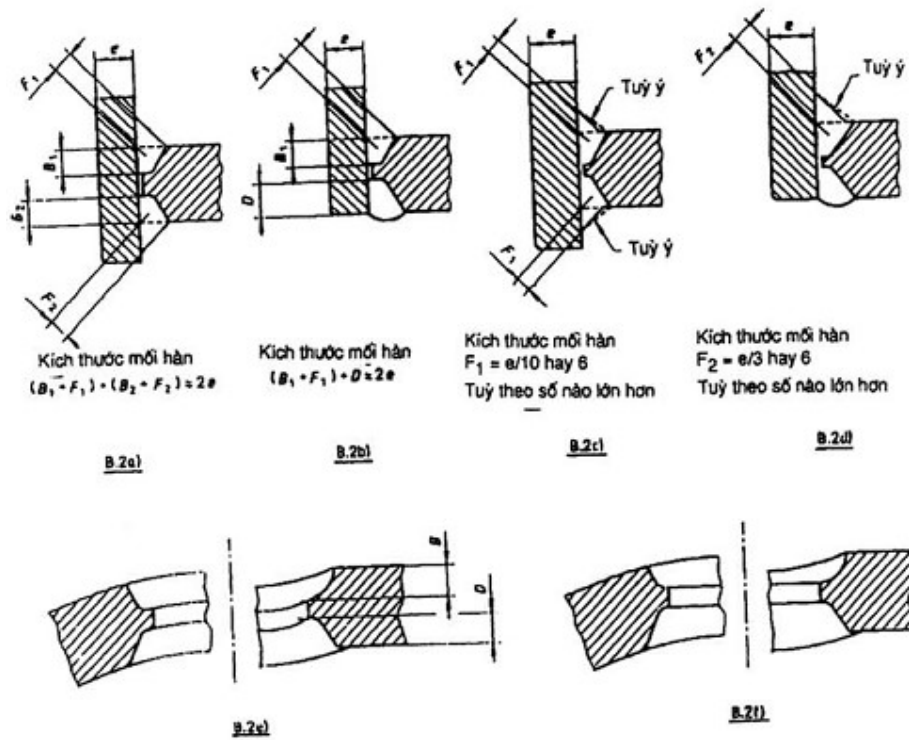 e
e
e
e
F₁
F₁
F₁
F₂
Tuỳ ý
Tuỳ ý
B₁
B₁
D
B₂
Tuỳ ý
F₂
F₁
Kích thước mối hàn
(B₁ + F₁) + (B₂ + F₂) = 2e
Kích thước mối hàn
(B₁ + F₁) + D = 2e
Kích thước mối hàn
F₁ = e/10 hay 6
Tuỳ theo số nào lớn hơn
Kích thước mối hàn
F₂ = e/3 hay 6
Tuỳ theo số nào lớn hơn
B.2a)
B.2b)
B.2c)
B.2d)
B
D
B.2e)
B.2f)